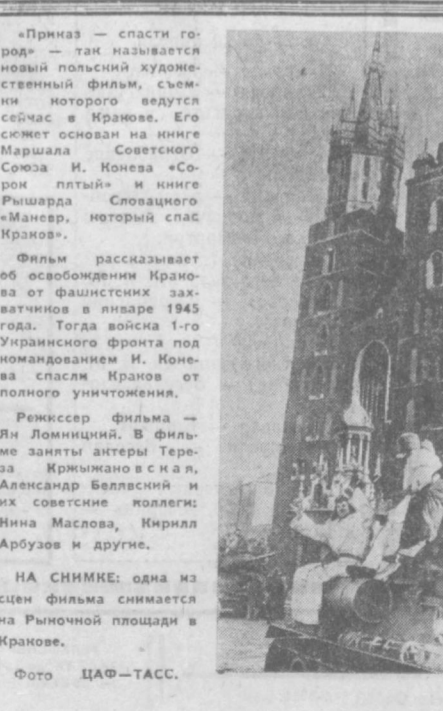 «Приказ — спасти го-
род» — так называется
новый польский художе-
ственный фильм, съем-
ки которого ведутся
сейчас в Кракове. Его
сюжет основан на книге
Маршала Советского
Союза И. Конева «Со-
рок пятый» и книге
Рышарда Словацкого
«Маневр, который спас
Краков».
Фильм рассказывает
об освобождении Крако-
ва от фашистских зах-
ватчиков в январе 1945
года. Тогда войска 1-го
Украинского фронта под
командованием И. Коне-
ва спасли Краков от
полного уничтожения.
Режиссер фильма —
Ян Ломницкий. В филь-
ме заняты актеры Тере-
за Кржыжановская,
Александр Белявский и
их советские коллеги:
Нина Маслова, Кирилл
Арбузов и другие.
НА СНИМКЕ: одна из
сцен фильма снимается
на Рыночной площади в
Кракове.
Фото ЦАФ—ТАСС.